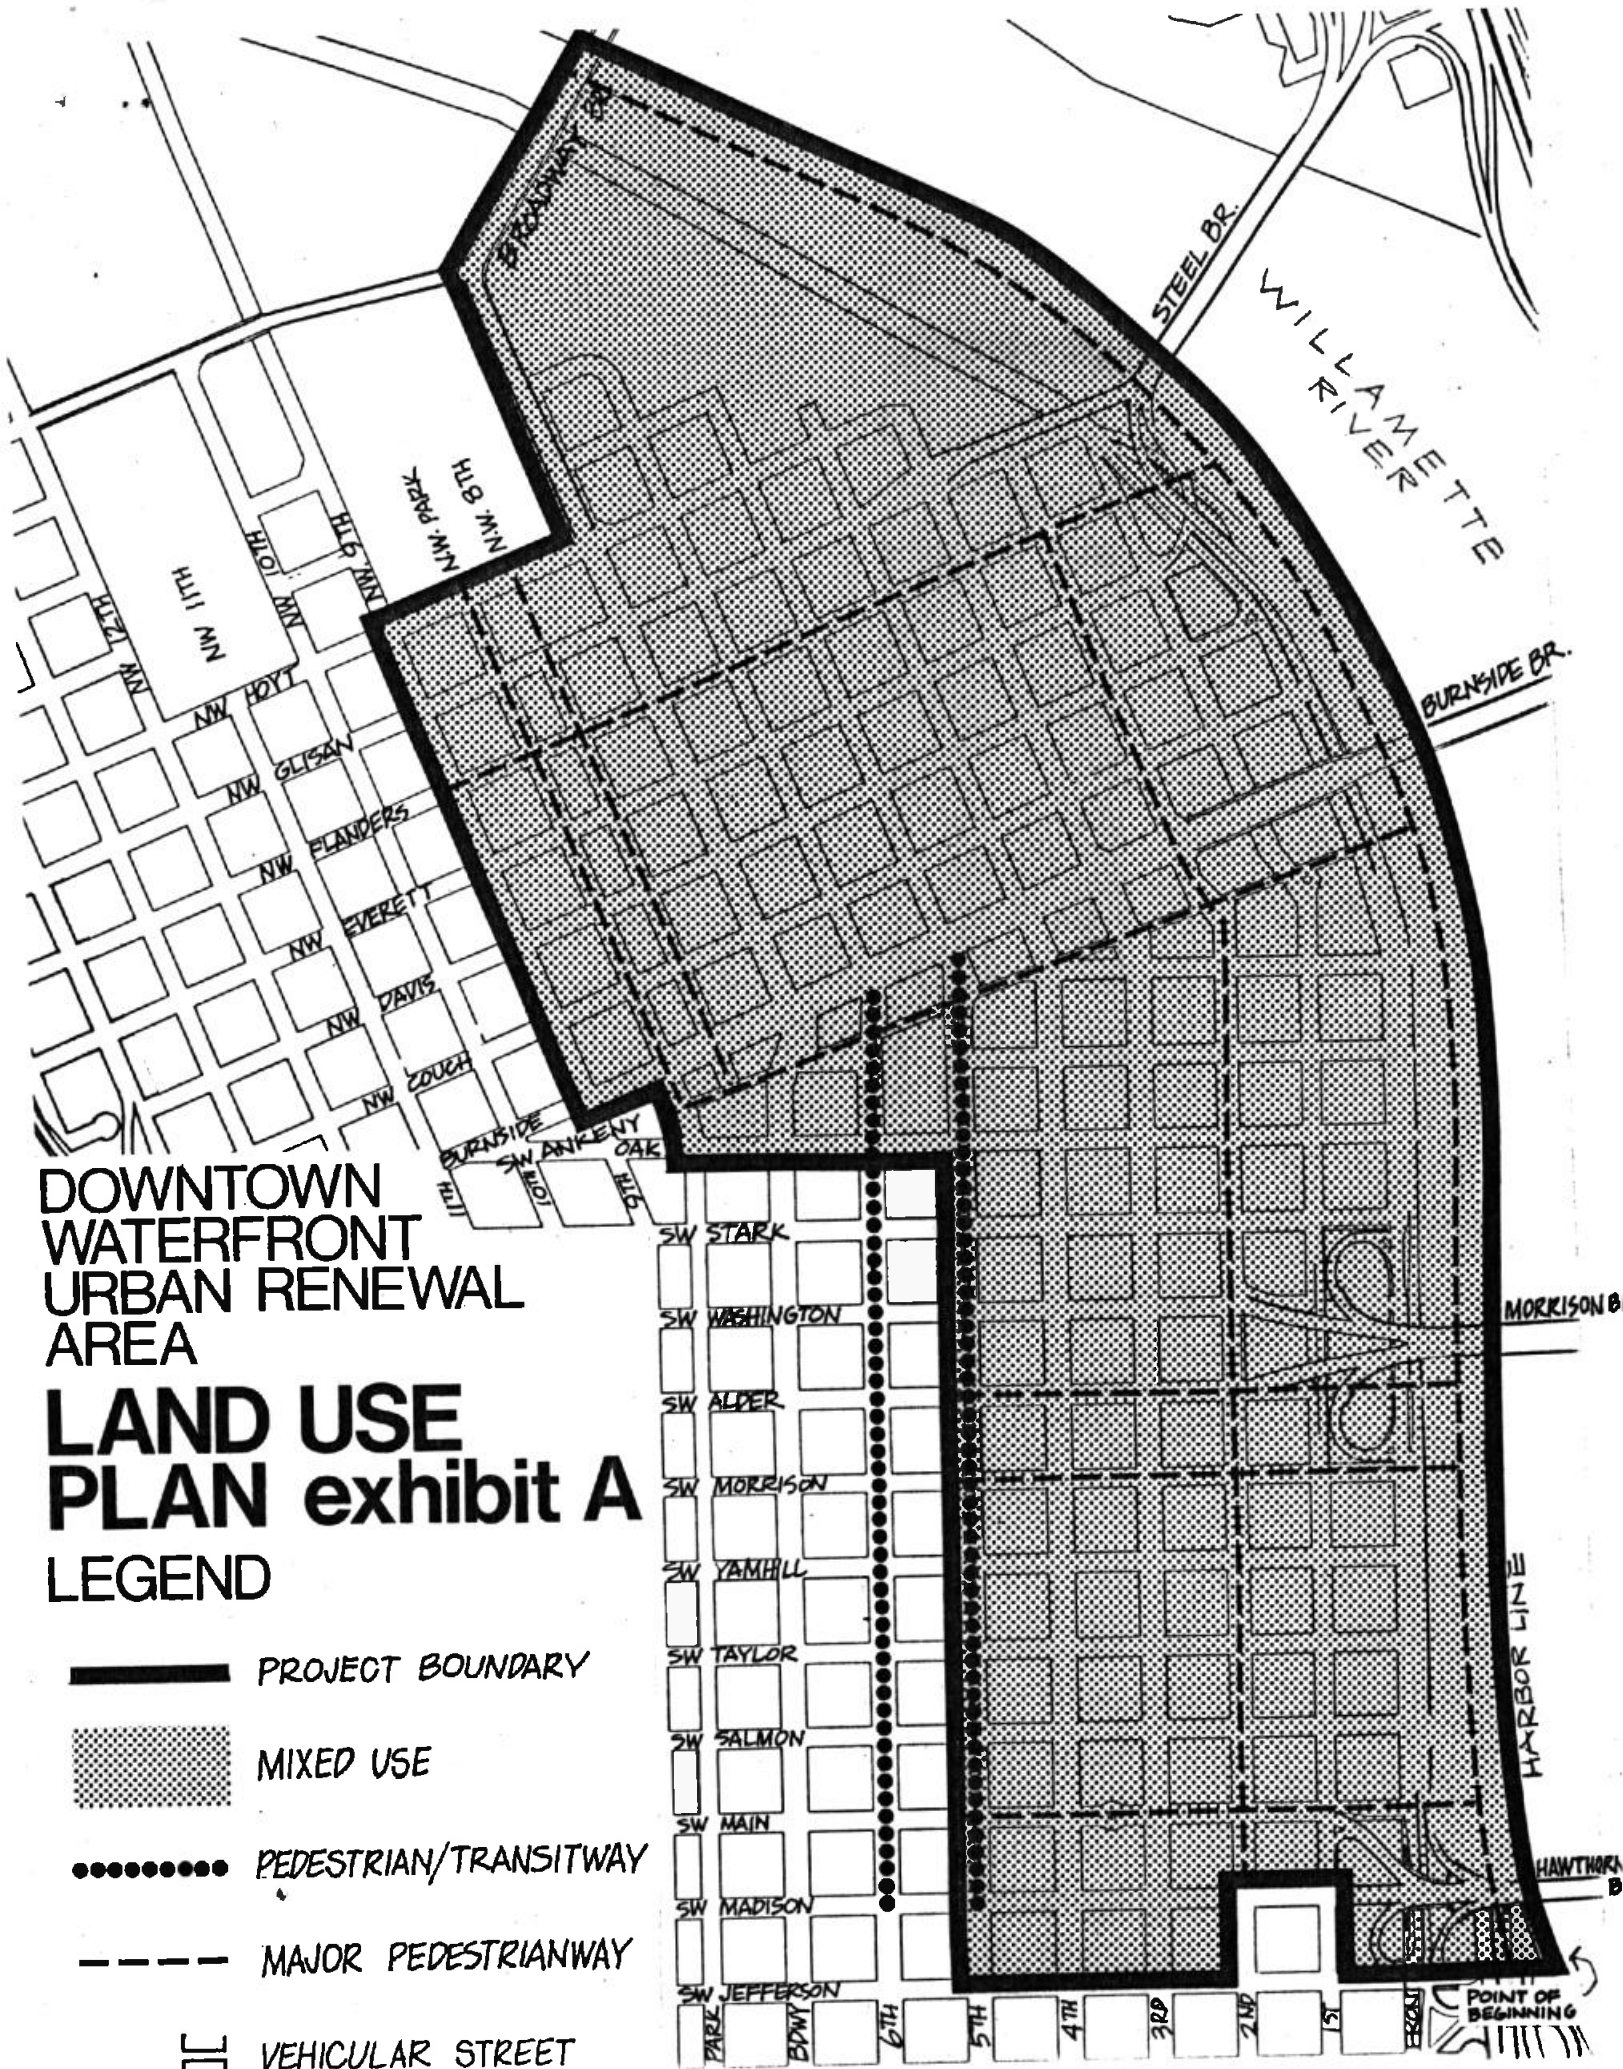 BROADWAY BR
STEEL BR.
WILLAMETTE
RIVER
N.W. PARK
N.W. 8TH
NW. 9TH
NW 10TH
NW 11TH
NW 12TH
NW HOYT
NW GLISAN
NW FLANDERS
NW EVERETT
NW DAVIS
NW COUCH
BURNSIDE
SW ANKENY
OAK
11TH
10TH
9TH
BURNSIDE BR.
DOWNTOWN
WATERFRONT
URBAN RENEWAL
AREA
LAND USE
PLAN exhibit A
LEGEND
PROJECT BOUNDARY
MIXED USE
PEDESTRIAN/TRANSITWAY
MAJOR PEDESTRIANWAY
VEHICULAR STREET
SW STARK
SW WASHINGTON
SW ALDER
SW MORRISON
SW YAMHILL
SW TAYLOR
SW SALMON
SW MAIN
SW MADISON
SW JEFFERSON
PARK
BDWY
6TH
5TH
4TH
3RD
2ND
1ST
FRONT
MORRISON B
HARBOR LINE
HAWTHORN
B
POINT OF
BEGINNING